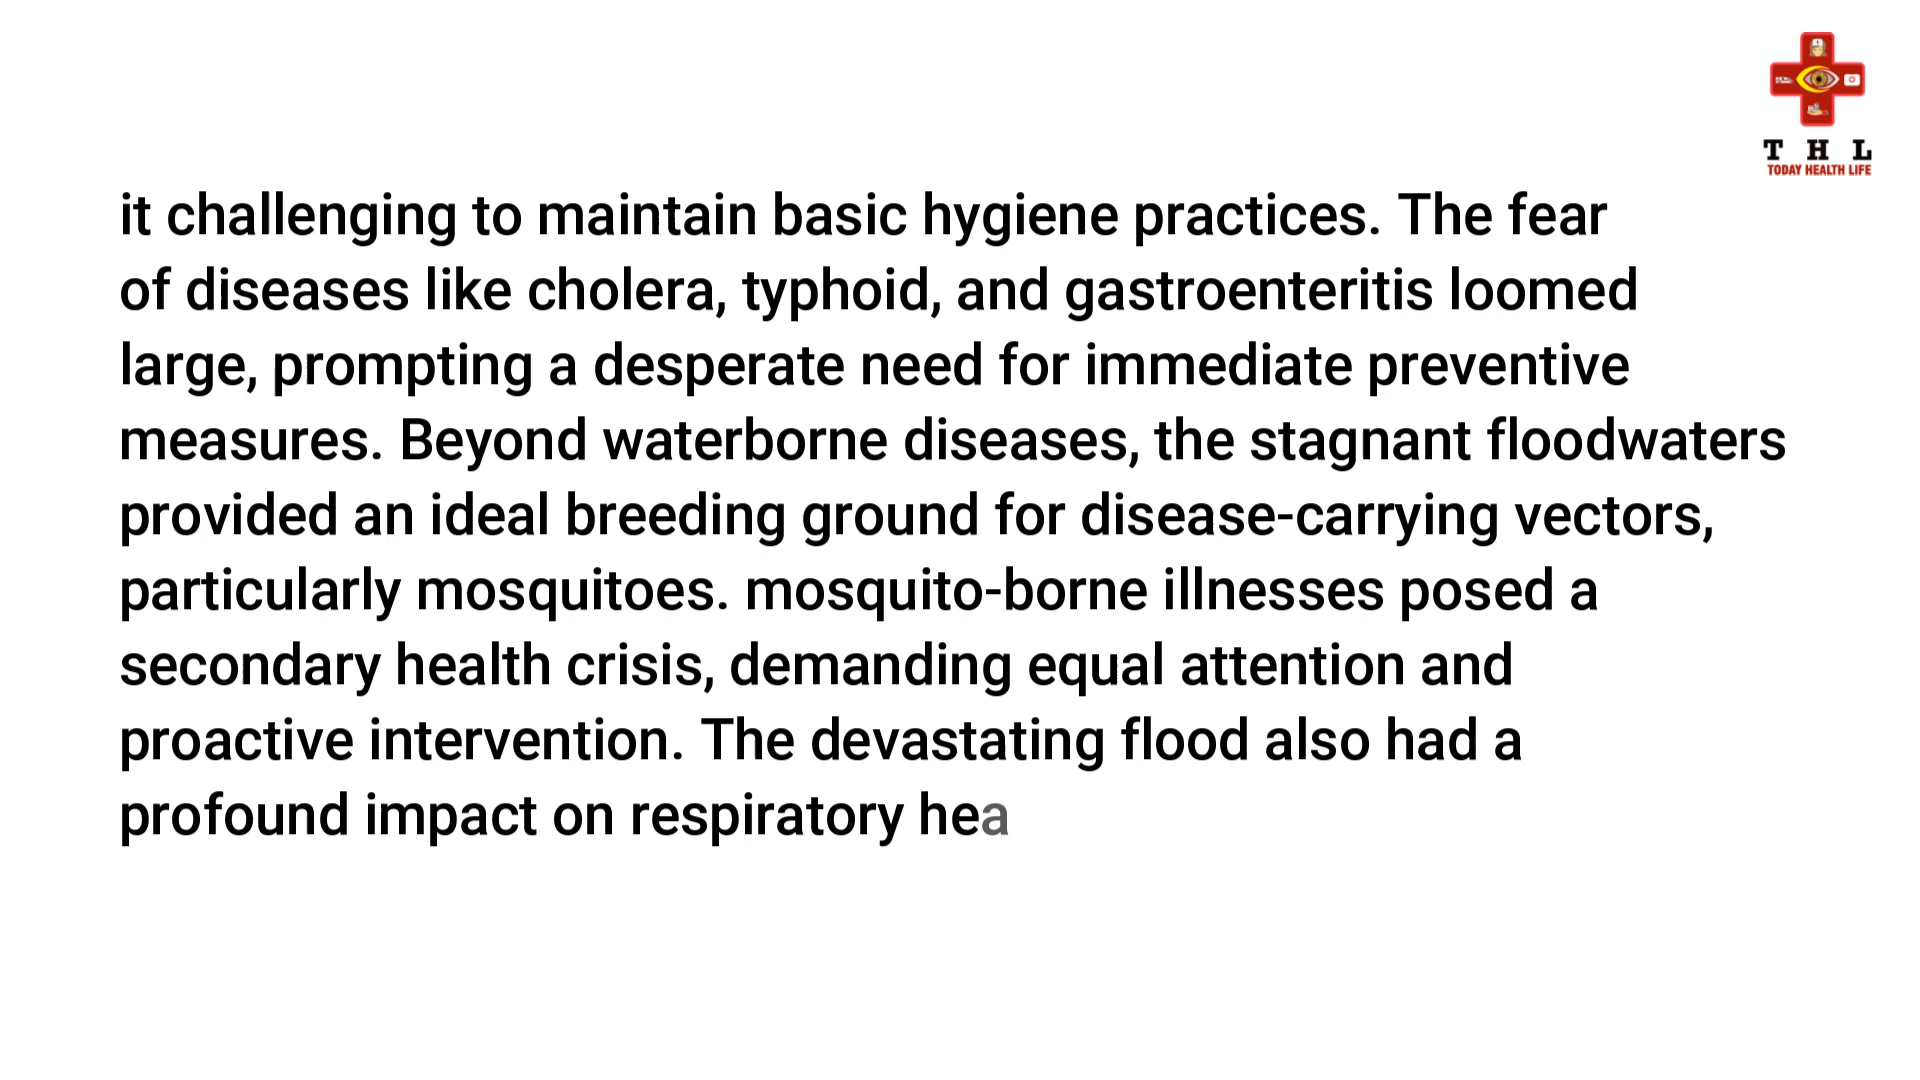 T H L
TODAY HEALTH LIFE
it challenging to maintain basic hygiene practices. The fear
of diseases like cholera, typhoid, and gastroenteritis loomed
large, prompting a desperate need for immediate preventive
measures. Beyond waterborne diseases, the stagnant floodwaters
provided an ideal breeding ground for disease-carrying vectors,
particularly mosquitoes. mosquito-borne illnesses posed a
secondary health crisis, demanding equal attention and
proactive intervention. The devastating flood also had a
profound impact on respiratory hea